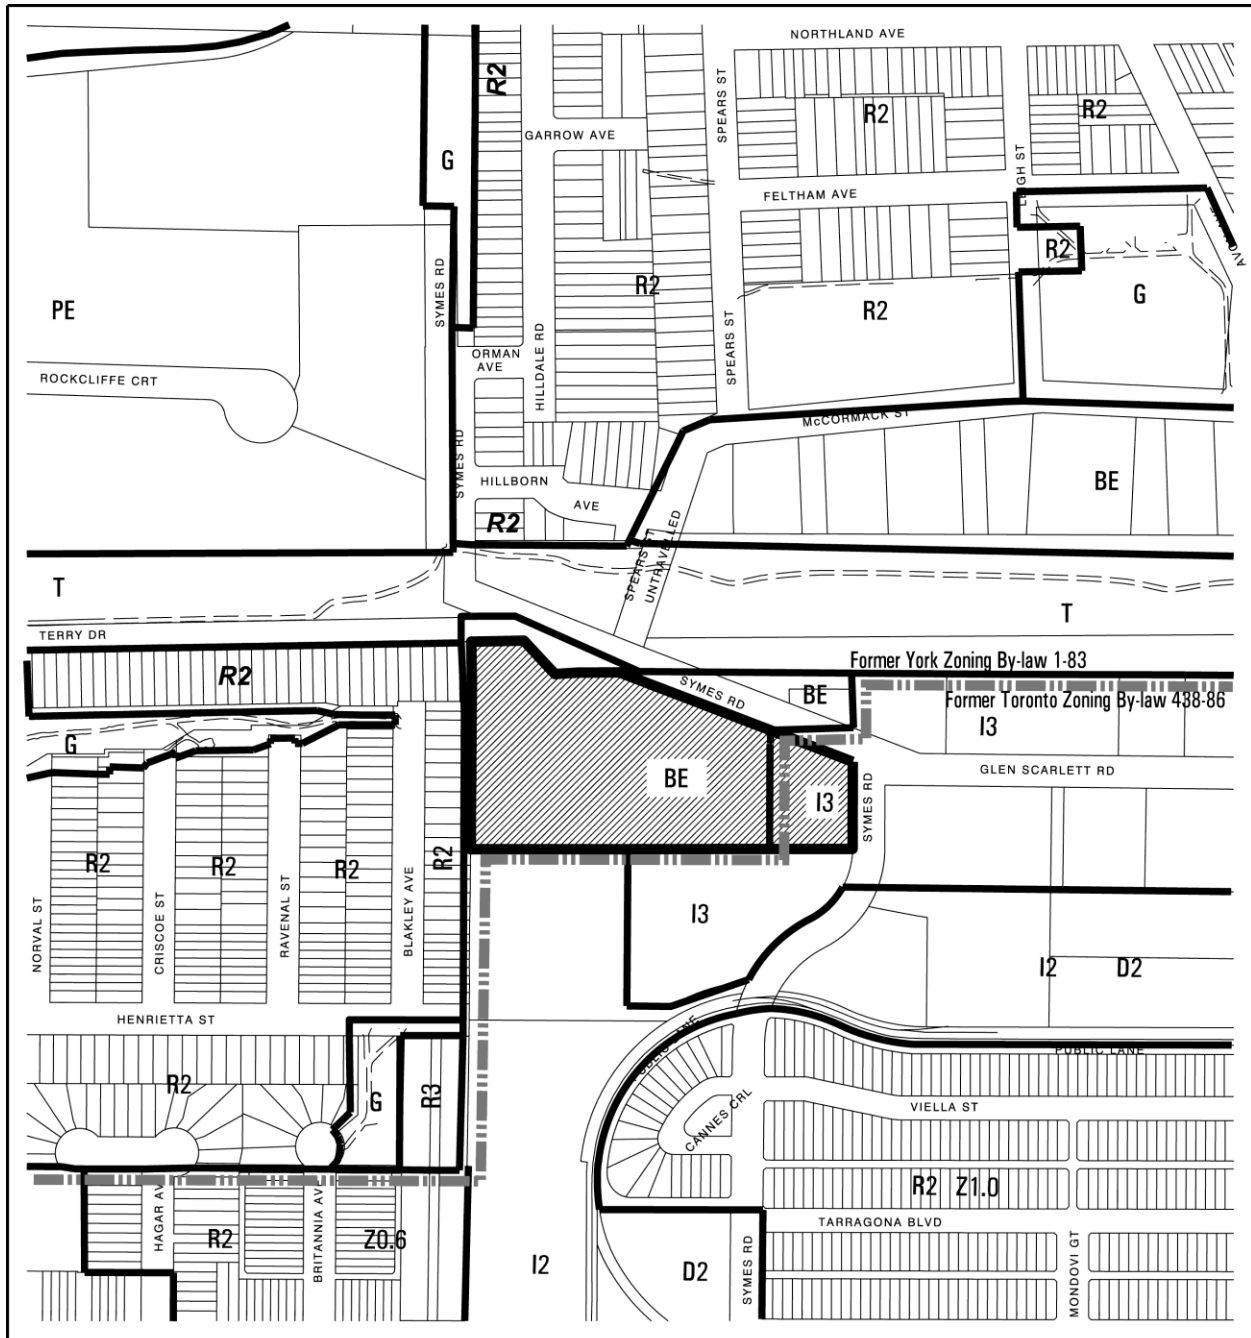 NORTHLAND AVE
R2
SPEARS ST
R2
R2
GARROW AVE
G
LEIGH ST
FELTHAM AVE
R2
SYMES RD
R2
G
PE
R2
HILLDALE RD
SPEARS ST
ORMAN
AVE
ROCKCLIFFE CRT
McCORMACK ST
SYMES RD
HILLBORN
AVE
BE
R2
SPEARS ST
UNTRAVELLED
T
T
TERRY DR
Former York Zoning By-law 1-83
R2
SYMES RD
BE
Former Toronto Zoning By-law 438-86
I3
G
GLEN SCARLETT RD
BE
I3
SYMES RD
R2
R2
R2
R2
NORVAL ST
CRISCOE ST
RAVENAL ST
BLAKLEY AVE
I3
I2
D2
HENRIETTA ST
PUBLIC LANE
PUBLIC LANE
R2
G
R3
CANNES CRL
VIELLA ST
R2 Z1.0
HAGAR AV
R2
BRITANNIA AVE
Z0.6
TARRAGONA BLVD
I2
D2
SYMES RD
MONDOVI GT